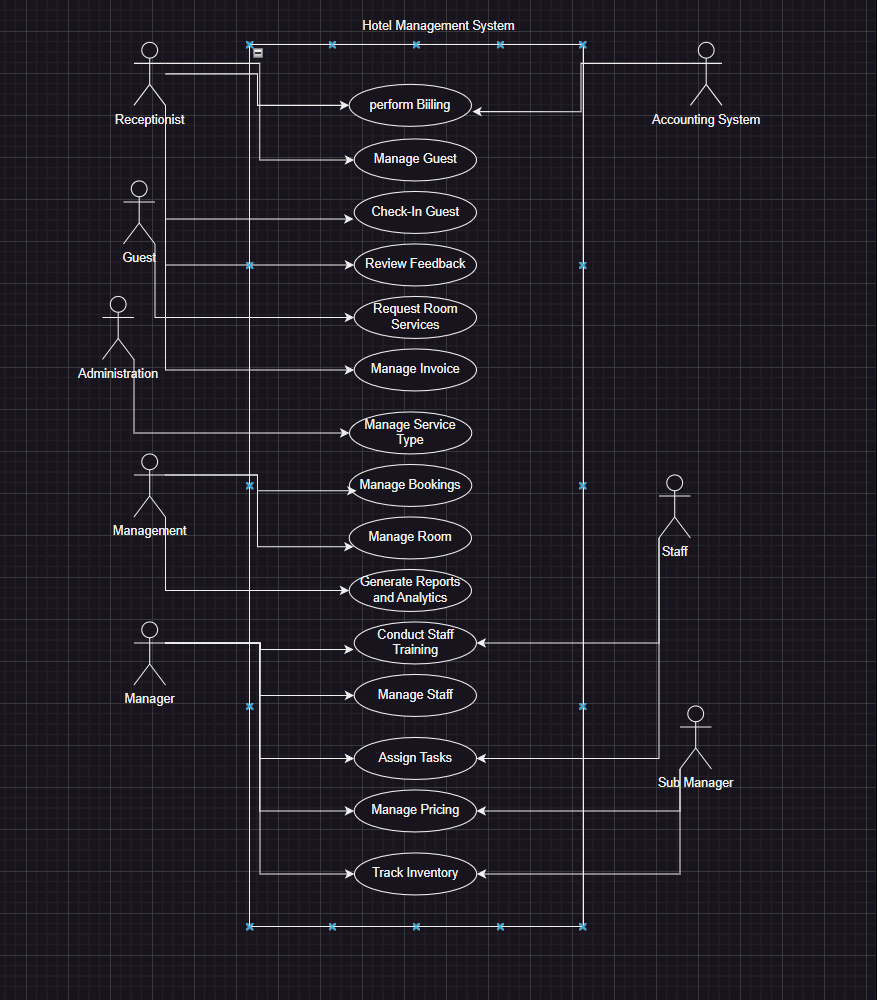 Hotel Management System
perform Biiling
Receptionist
Accounting System
Manage Guest
Check-In Guest
Guest
Review Feedback
Request Room
Services
Administration
Manage Invoice
Manage Service
Type
Manage Bookings
Management
Manage Room
Staff
Generate Reports
and Analytics
Conduct Staff
Training
Manager
Manage Staff
Assign Tasks
Sub Manager
Manage Pricing
Track Inventory